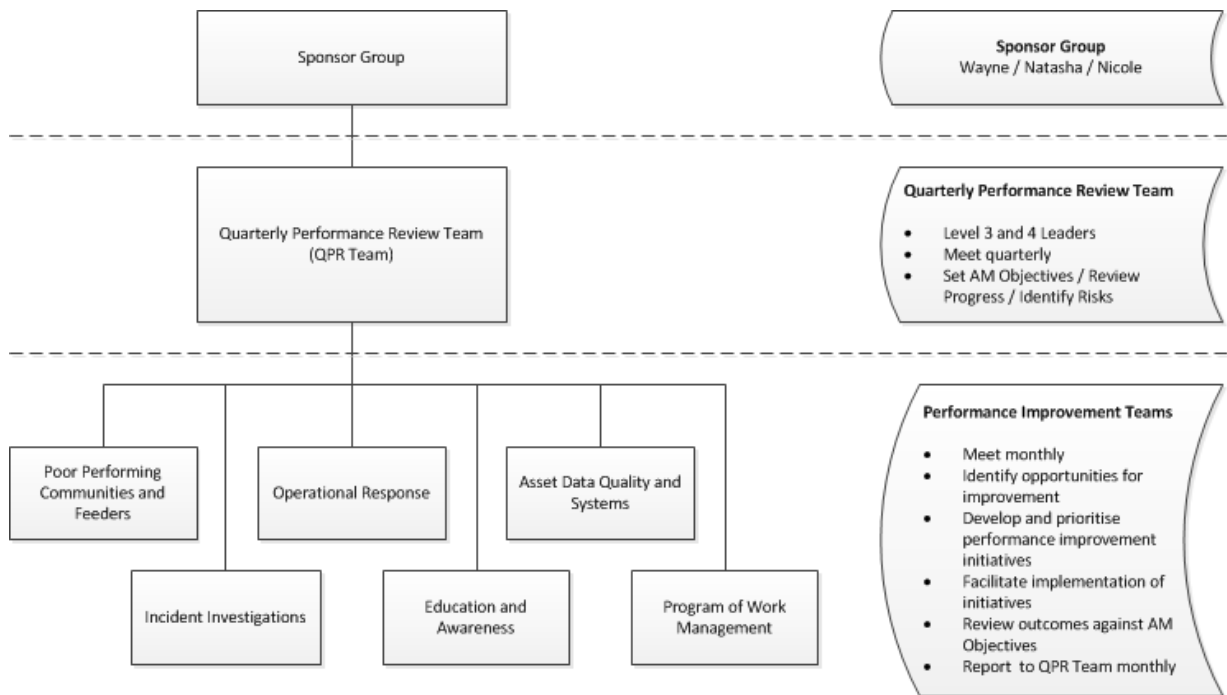 Sponsor Group
Sponsor Group
Wayne / Natasha / Nicole
Quarterly Performance Review Team
(QPR Team)
Quarterly Performance Review Team
• Level 3 and 4 Leaders
• Meet quarterly
• Set AM Objectives / Review
Progress / Identify Risks
Poor Performing
Communities and
Feeders
Operational Response
Asset Data Quality and
Systems
Incident Investigations
Education and
Awareness
Program of Work
Management
Performance Improvement Teams
• Meet monthly
• Identify opportunities for
improvement
• Develop and prioritise
performance improvement
initiatives
• Facilitate implementation of
initiatives
• Review outcomes against AM
Objectives
• Report to QPR Team monthly